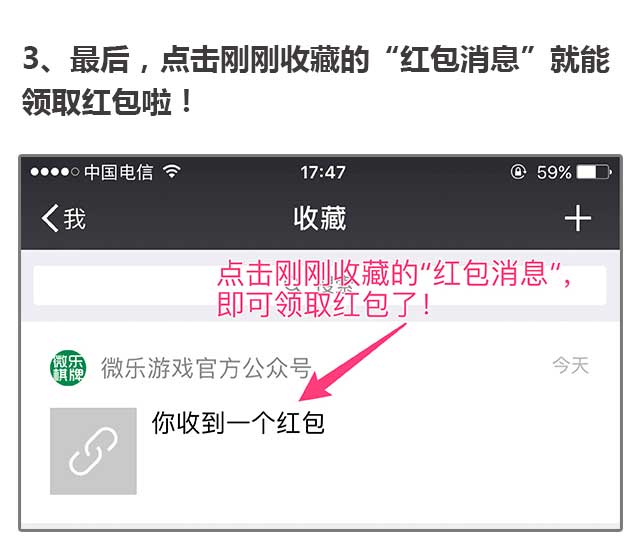 3、最后，点击刚刚收藏的“红包消息”就能
领取红包啦！
中国电信 17:47 59%
我 收藏
点击刚刚收藏的“红包消息“，
即可领取红包了！
微乐棋牌 微乐游戏官方公众号 今天
你收到一个红包